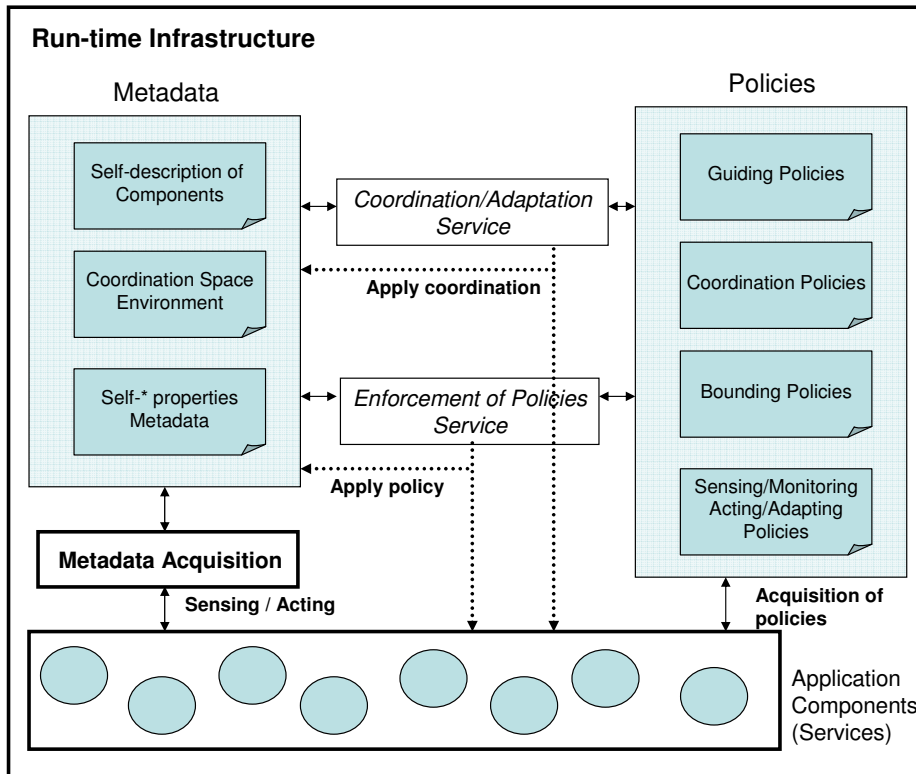 Run-time Infrastructure
Metadata
Policies
Self-description of
Components
Coordination Space
Environment
Self-* properties
Metadata
Coordination/Adaptation
Service
Apply coordination
Enforcement of Policies
Service
Apply policy
Guiding Policies
Coordination Policies
Bounding Policies
Sensing/Monitoring
Acting/Adapting
Policies
Metadata Acquisition
Sensing / Acting
Acquisition of
policies
Application
Components
(Services)